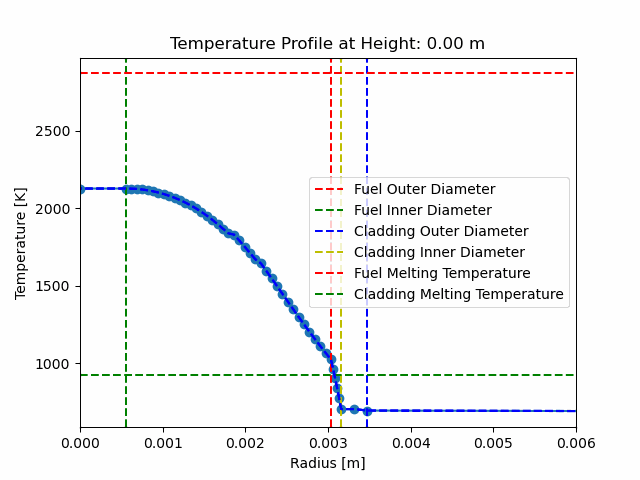 Temperature Profile at Height: 0.00 m
Temperature [K]
2500
2000
1500
1000
Fuel Outer Diameter
Fuel Inner Diameter
Cladding Outer Diameter
Cladding Inner Diameter
Fuel Melting Temperature
Cladding Melting Temperature
0.000 0.001 0.002 0.003 0.004 0.005 0.006
Radius [m]